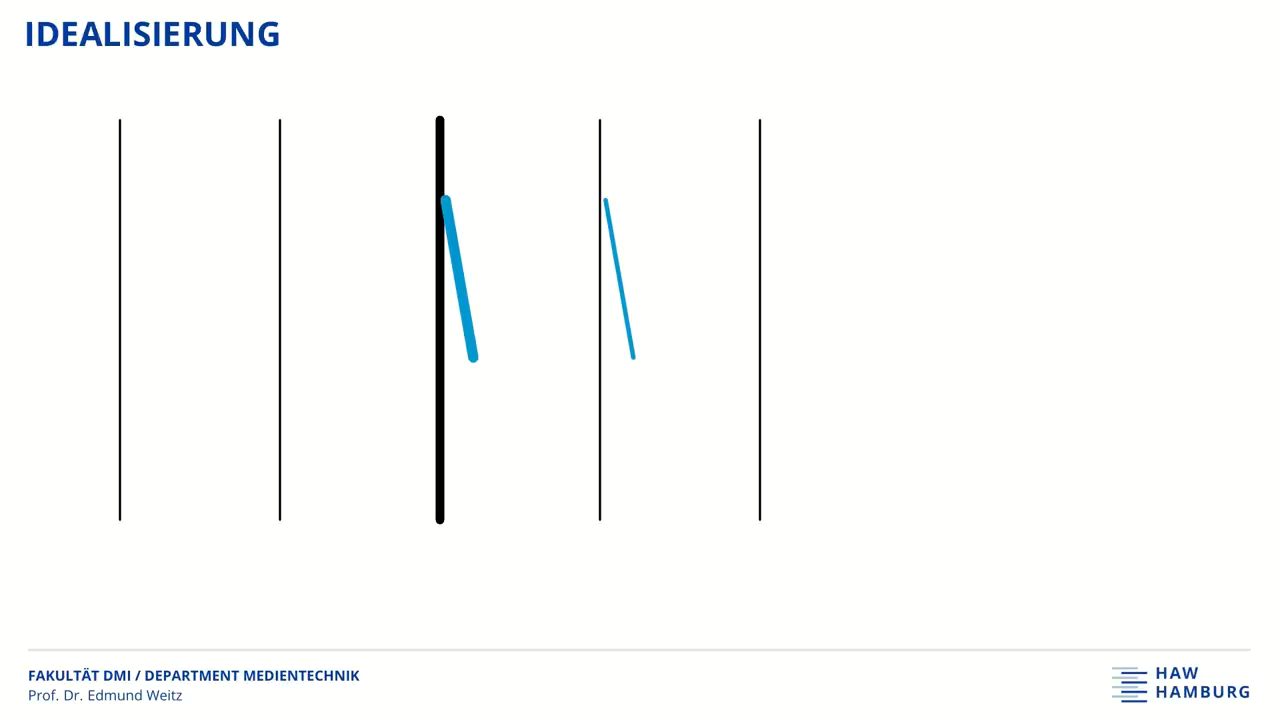 IDEALISIERUNG
FAKULTÄT DMI / DEPARTMENT MEDIENTECHNIK
Prof. Dr. Edmund Weitz
HAW
HAMBURG